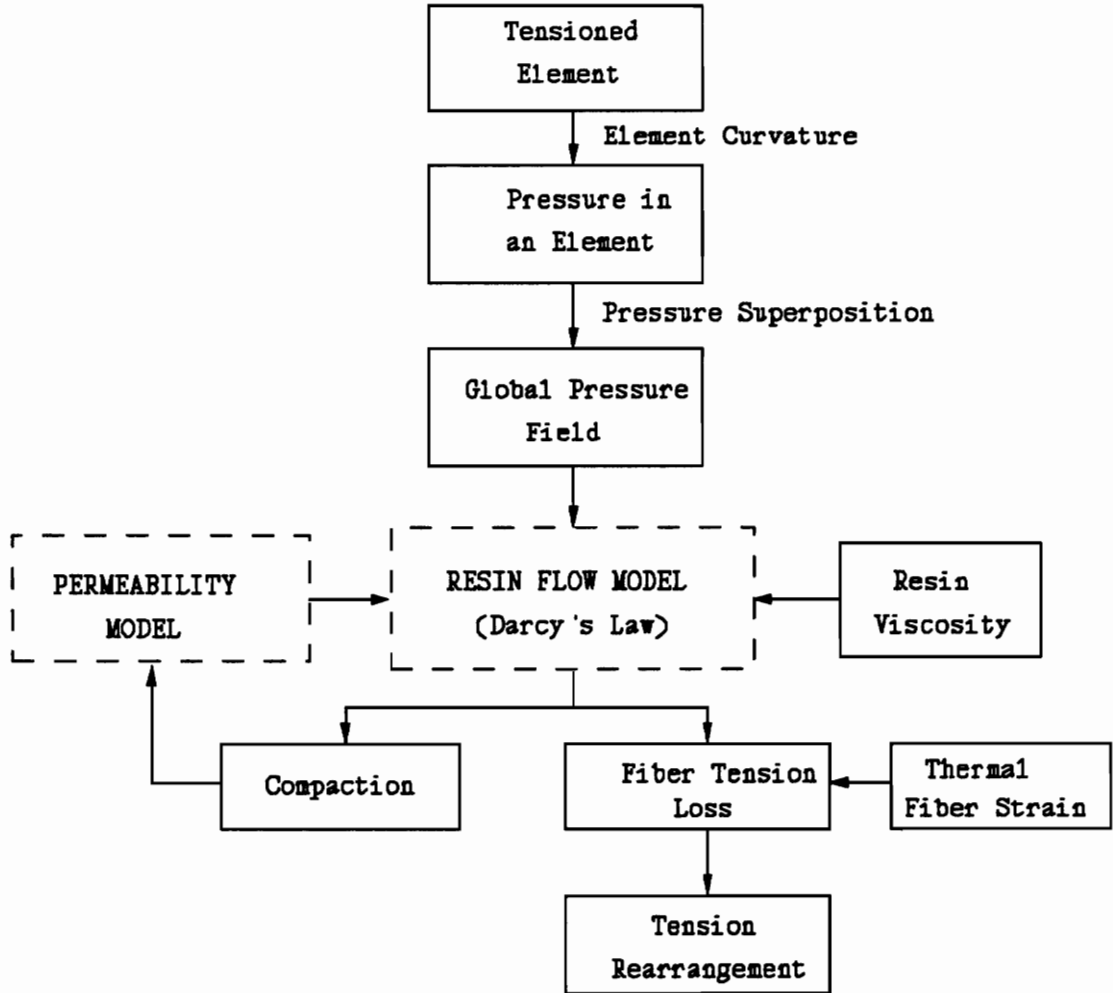 Tensioned
Element
Element Curvature
Pressure in
an Element
Pressure Superposition
Global Pressure
Field
PERMEABILITY
MODEL
RESIN FLOW MODEL
(Darcy's Law)
Resin
Viscosity
Compaction
Fiber Tension
Loss
Thermal
Fiber Strain
Tension
Rearrangement